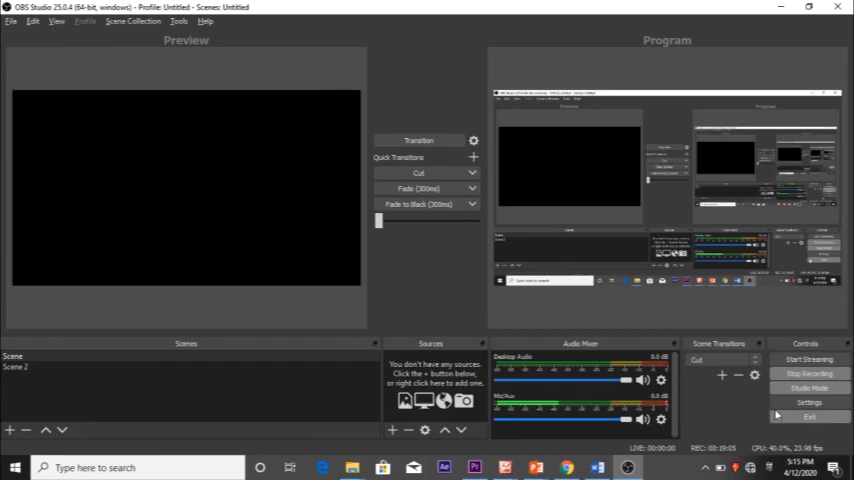 OBS Studio 25.0.4 (64-bit, windows) - Profile: Untitled - Scenes: Untitled
File Edit View Profile Scene Collection Tools Help
Preview
Program
Transition
Quick Transitions
Cut
Fade (300ms)
Fade to Black (300ms)
Scenes
Scene
Scene 2
Sources
You don't have any sources.
Click the + button below,
or right click here to add one.
Audio Mixer
Desktop Audio 0.0 dB
Mic/Aux 0.0 dB
Scene Transitions
Cut
Controls
Start Streaming
Stop Recording
Studio Mode
Settings
Exit
LIVE: 00:00:00 REC: 00:19:05 CPU: 40.0%, 23.98 fps
Type here to search
Ae
Pr
5:15 PM
4/12/2020